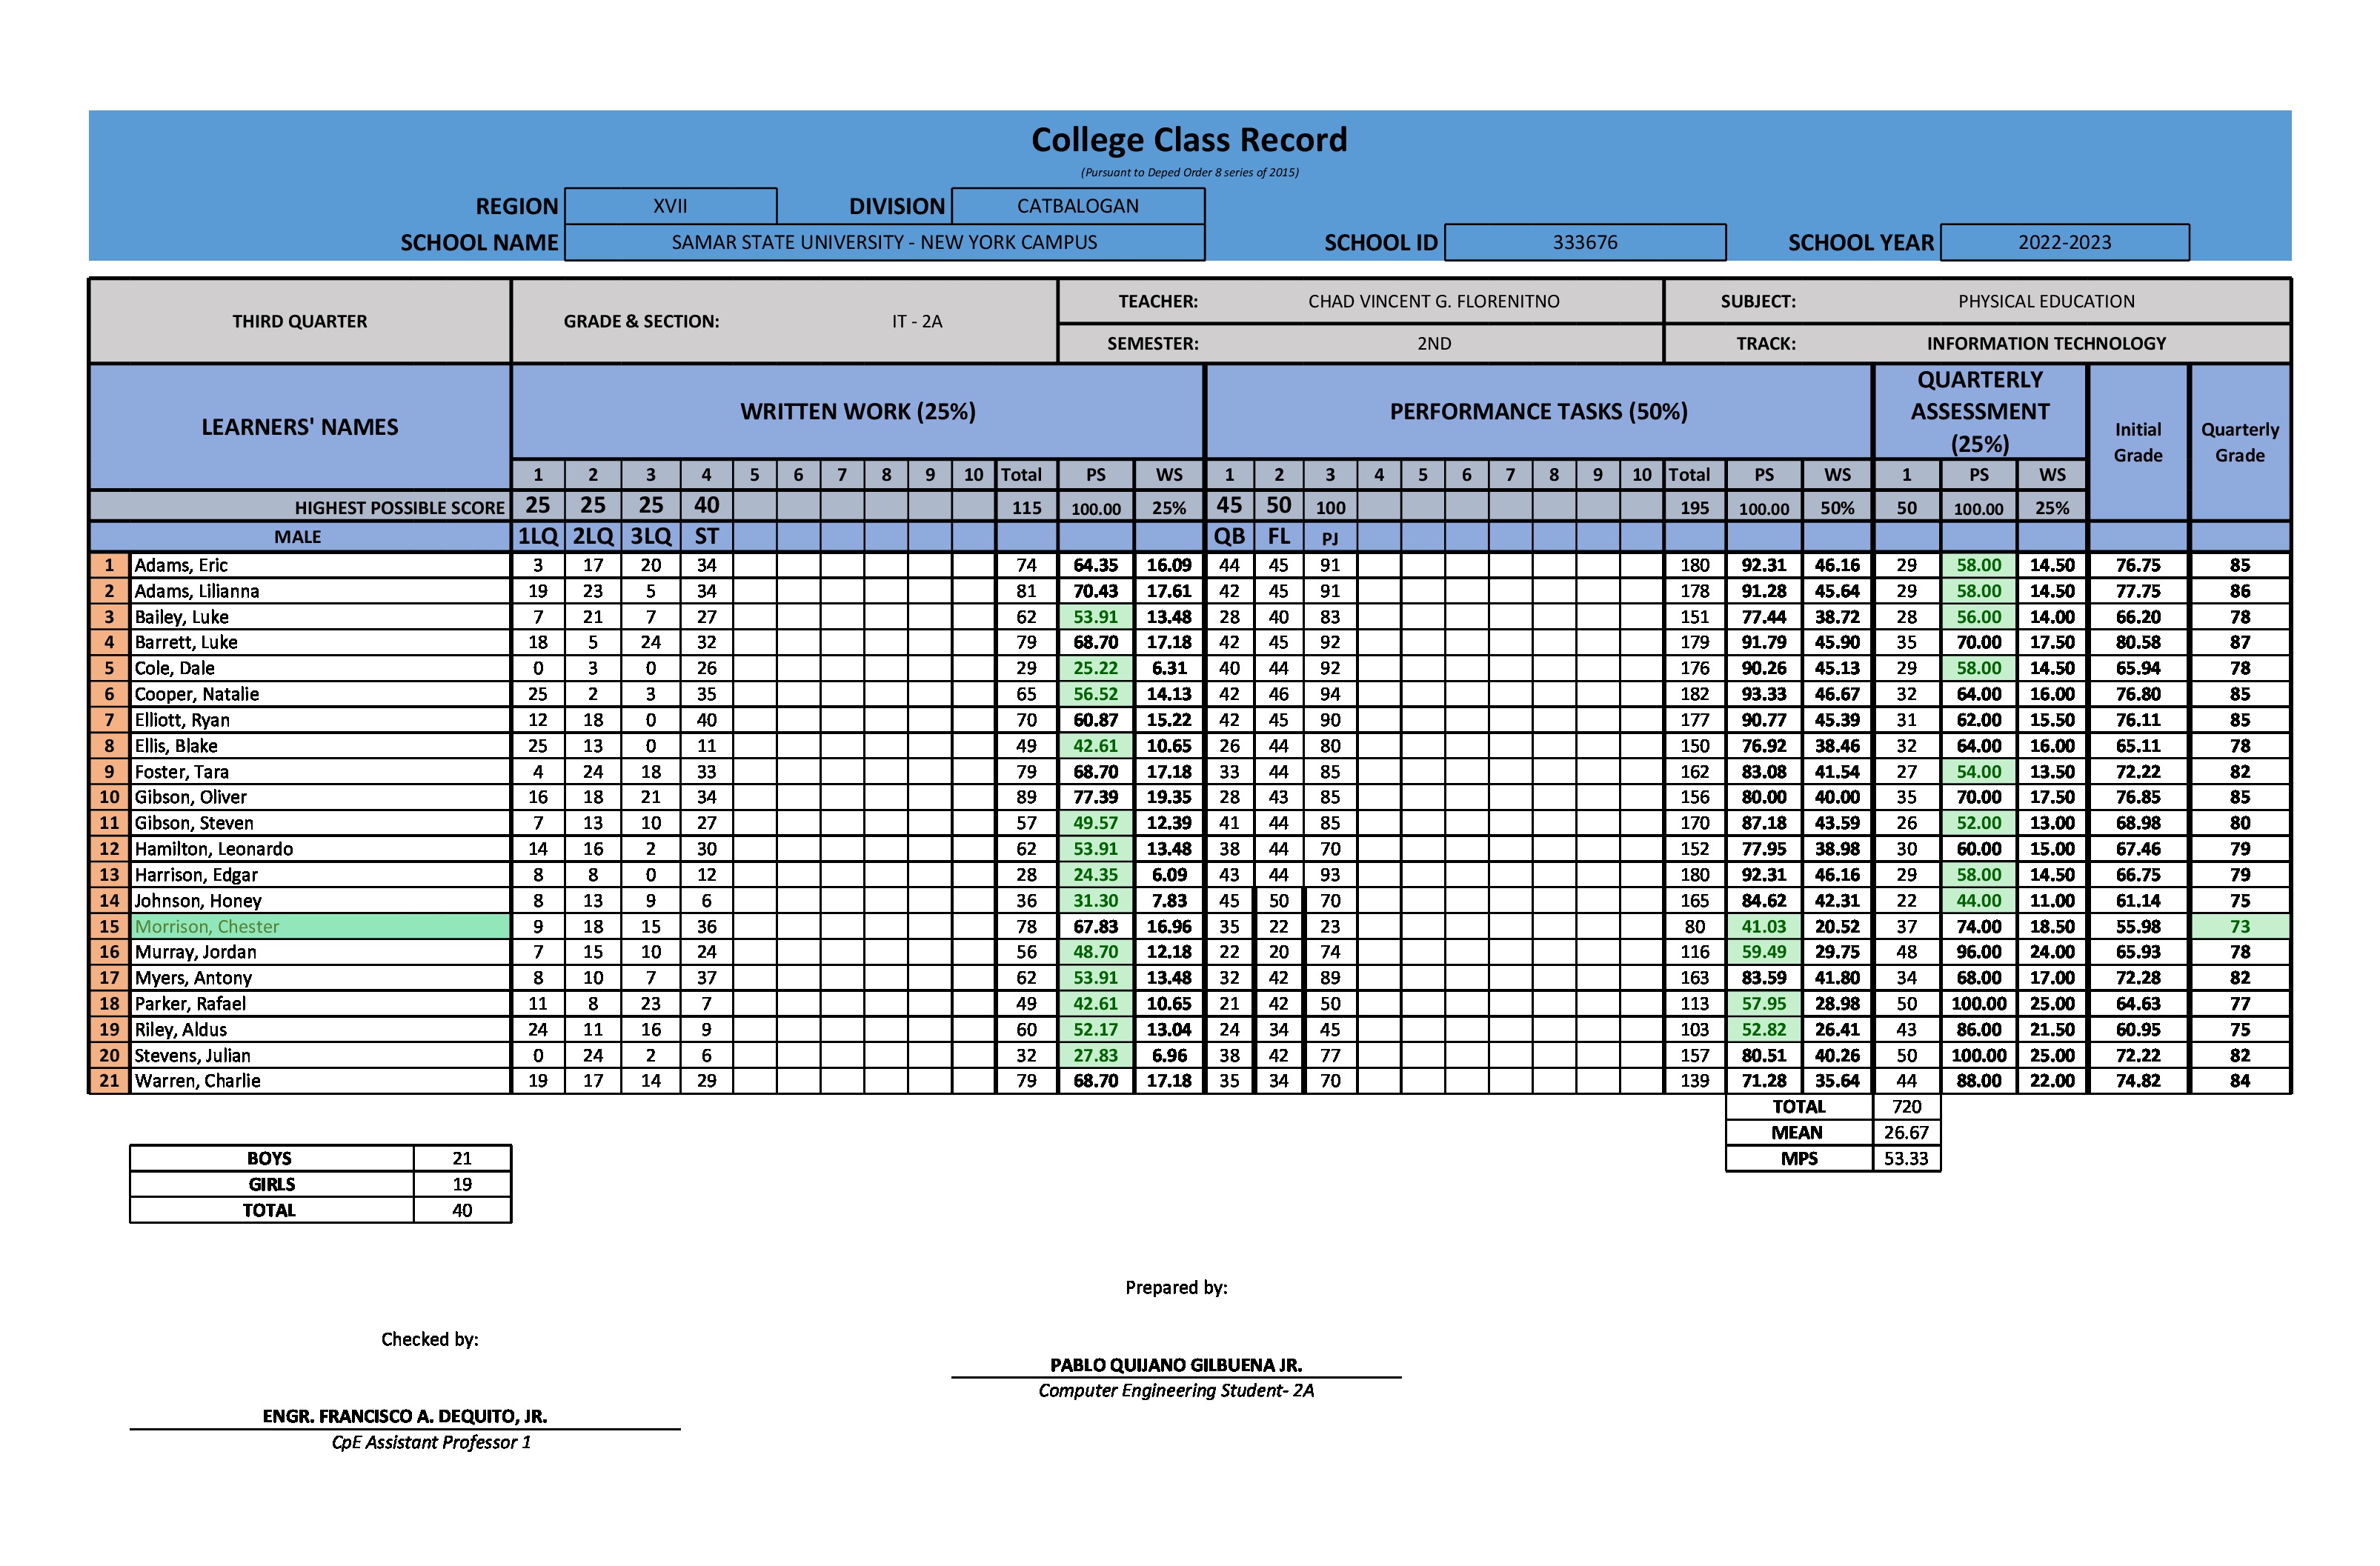 College Class Record
(Pursuant to Deped Order 8 series of 2015)
REGION XVII DIVISION CATBALOGAN
SCHOOL NAME SAMAR STATE UNIVERSITY - NEW YORK CAMPUS SCHOOL ID 333676 SCHOOL YEAR 2022-2023
THIRD QUARTER GRADE & SECTION: IT - 2A TEACHER: CHAD VINCENT G. FLORENITNO SUBJECT: PHYSICAL EDUCATION
SEMESTER: 2ND TRACK: INFORMATION TECHNOLOGY
LEARNERS' NAMES WRITTEN WORK (25%) PERFORMANCE TASKS (50%) QUARTERLY ASSESSMENT (25%) Initial Grade Quarterly Grade
1 2 3 4 5 6 7 8 9 10 Total PS WS 1 2 3 4 5 6 7 8 9 10 Total PS WS 1 PS WS
HIGHEST POSSIBLE SCORE 25 25 25 40 115 100.00 25% 45 50 100 195 100.00 50% 50 100.00 25%
MALE 1LQ 2LQ 3LQ ST QB FL PJ
1 Adams, Eric 3 17 20 34 74 64.35 16.09 44 45 91 180 92.31 46.16 29 58.00 14.50 76.75 85
2 Adams, Lilianna 19 23 5 34 81 70.43 17.61 42 45 91 178 91.28 45.64 29 58.00 14.50 77.75 86
3 Bailey, Luke 7 21 7 27 62 53.91 13.48 28 40 83 151 77.44 38.72 28 56.00 14.00 66.20 78
4 Barrett, Luke 18 5 24 32 79 68.70 17.18 42 45 92 179 91.79 45.90 35 70.00 17.50 80.58 87
5 Cole, Dale 0 3 0 26 29 25.22 6.31 40 44 92 176 90.26 45.13 29 58.00 14.50 65.94 78
6 Cooper, Natalie 25 2 3 35 65 56.52 14.13 42 46 94 182 93.33 46.67 32 64.00 16.00 76.80 85
7 Elliott, Ryan 12 18 0 40 70 60.87 15.22 42 45 90 177 90.77 45.39 31 62.00 15.50 76.11 85
8 Ellis, Blake 25 13 0 11 49 42.61 10.65 26 44 80 150 76.92 38.46 32 64.00 16.00 65.11 78
9 Foster, Tara 4 24 18 33 79 68.70 17.18 33 44 85 162 83.08 41.54 27 54.00 13.50 72.22 82
10 Gibson, Oliver 16 18 21 34 89 77.39 19.35 28 43 85 156 80.00 40.00 35 70.00 17.50 76.85 85
11 Gibson, Steven 7 13 10 27 57 49.57 12.39 41 44 85 170 87.18 43.59 26 52.00 13.00 68.98 80
12 Hamilton, Leonardo 14 16 2 30 62 53.91 13.48 38 44 70 152 77.95 38.98 30 60.00 15.00 67.46 79
13 Harrison, Edgar 8 8 0 12 28 24.35 6.09 43 44 93 180 92.31 46.16 29 58.00 14.50 66.75 79
14 Johnson, Honey 8 13 9 6 36 31.30 7.83 45 50 70 165 84.62 42.31 22 44.00 11.00 61.14 75
15 Morrison, Chester 9 18 15 36 78 67.83 16.96 35 22 23 80 41.03 20.52 37 74.00 18.50 55.98 73
16 Murray, Jordan 7 15 10 24 56 48.70 12.18 22 20 74 116 59.49 29.75 48 96.00 24.00 65.93 78
17 Myers, Antony 8 10 7 37 62 53.91 13.48 32 42 89 163 83.59 41.80 34 68.00 17.00 72.28 82
18 Parker, Rafael 11 8 23 7 49 42.61 10.65 21 42 50 113 57.95 28.98 50 100.00 25.00 64.63 77
19 Riley, Aldus 24 11 16 9 60 52.17 13.04 24 34 45 103 52.82 26.41 43 86.00 21.50 60.95 75
20 Stevens, Julian 0 24 2 6 32 27.83 6.96 38 42 77 157 80.51 40.26 50 100.00 25.00 72.22 82
21 Warren, Charlie 19 17 14 29 79 68.70 17.18 35 34 70 139 71.28 35.64 44 88.00 22.00 74.82 84
TOTAL 720
MEAN 26.67
BOYS 21 MPS 53.33
GIRLS 19
TOTAL 40
Prepared by:
Checked by:
PABLO QUIJANO GILBUENA JR.
Computer Engineering Student- 2A
ENGR. FRANCISCO A. DEQUITO, JR.
CpE Assistant Professor 1